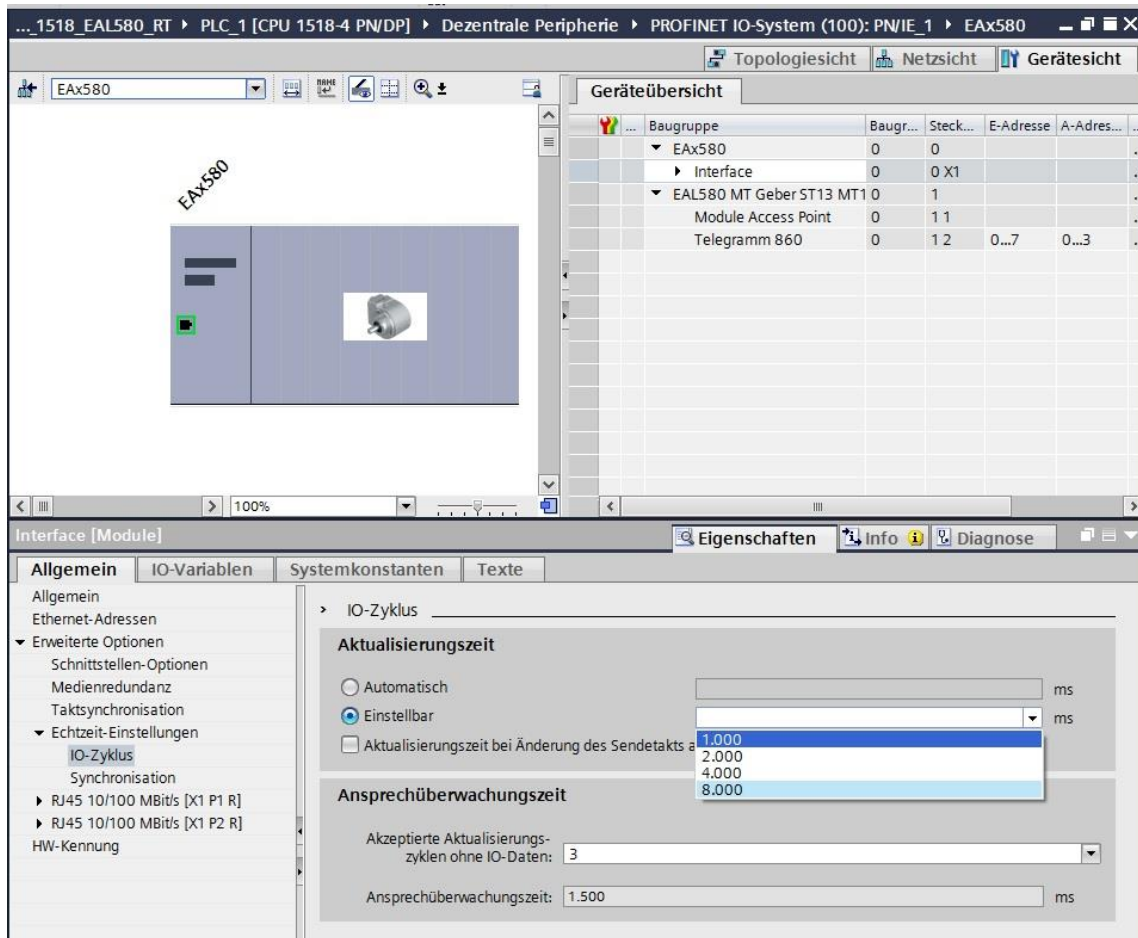 ..._1518_EAL580_RT ▸ PLC_1 [CPU 1518-4 PN/DP] ▸ Dezentrale Peripherie ▸ PROFINET IO-System (100): PN/IE_1 ▸ EAx580
Topologiesicht Netzsicht Gerätesicht
EAx580
Geräteübersicht
... Baugruppe Baugr... Steck... E-Adresse A-Adres... ...
EAx580 0 0
Interface 0 0 X1
EAL580 MT Geber ST13 MT1 0 1
Module Access Point 0 1 1
Telegramm 860 0 1 2 0...7 0...3
EAx580
100%
Interface [Module]
Eigenschaften Info Diagnose
Allgemein IO-Variablen Systemkonstanten Texte
Allgemein
Ethernet-Adressen
Erweiterte Optionen
Schnittstellen-Optionen
Medienredundanz
Taktsynchronisation
Echtzeit-Einstellungen
IO-Zyklus
Synchronisation
RJ45 10/100 MBit/s [X1 P1 R]
RJ45 10/100 MBit/s [X1 P2 R]
HW-Kennung
IO-Zyklus
Aktualisierungszeit
Automatisch ms
Einstellbar ms
Aktualisierungszeit bei Änderung des Sendetakts a
1.000
2.000
4.000
8.000
Ansprechüberwachungszeit
Akzeptierte Aktualisierungs-
zyklen ohne IO-Daten: 3
Ansprechüberwachungszeit: 1.500 ms